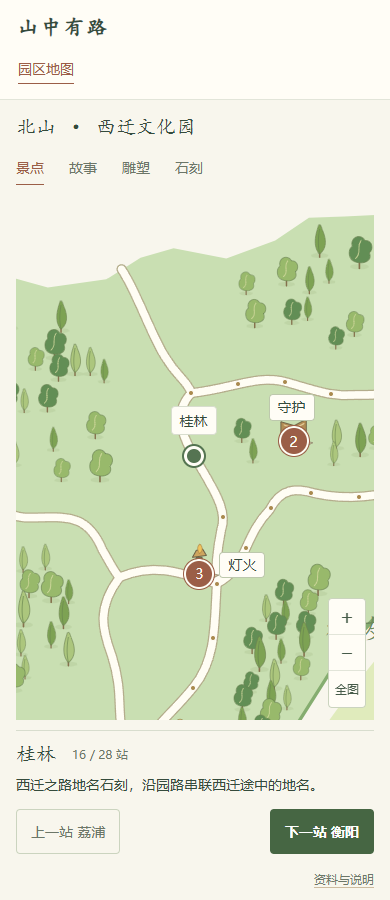 山中有路
园区地图
北山 • 西迁文化园
景点 故事 雕塑 石刻
守护
桂林
2
灯火
3
+
−
全图
桂林 16 / 28 站
西迁之路地名石刻，沿园路串联西迁途中的地名。
上一站 荔浦 下一站 衡阳
资料与说明